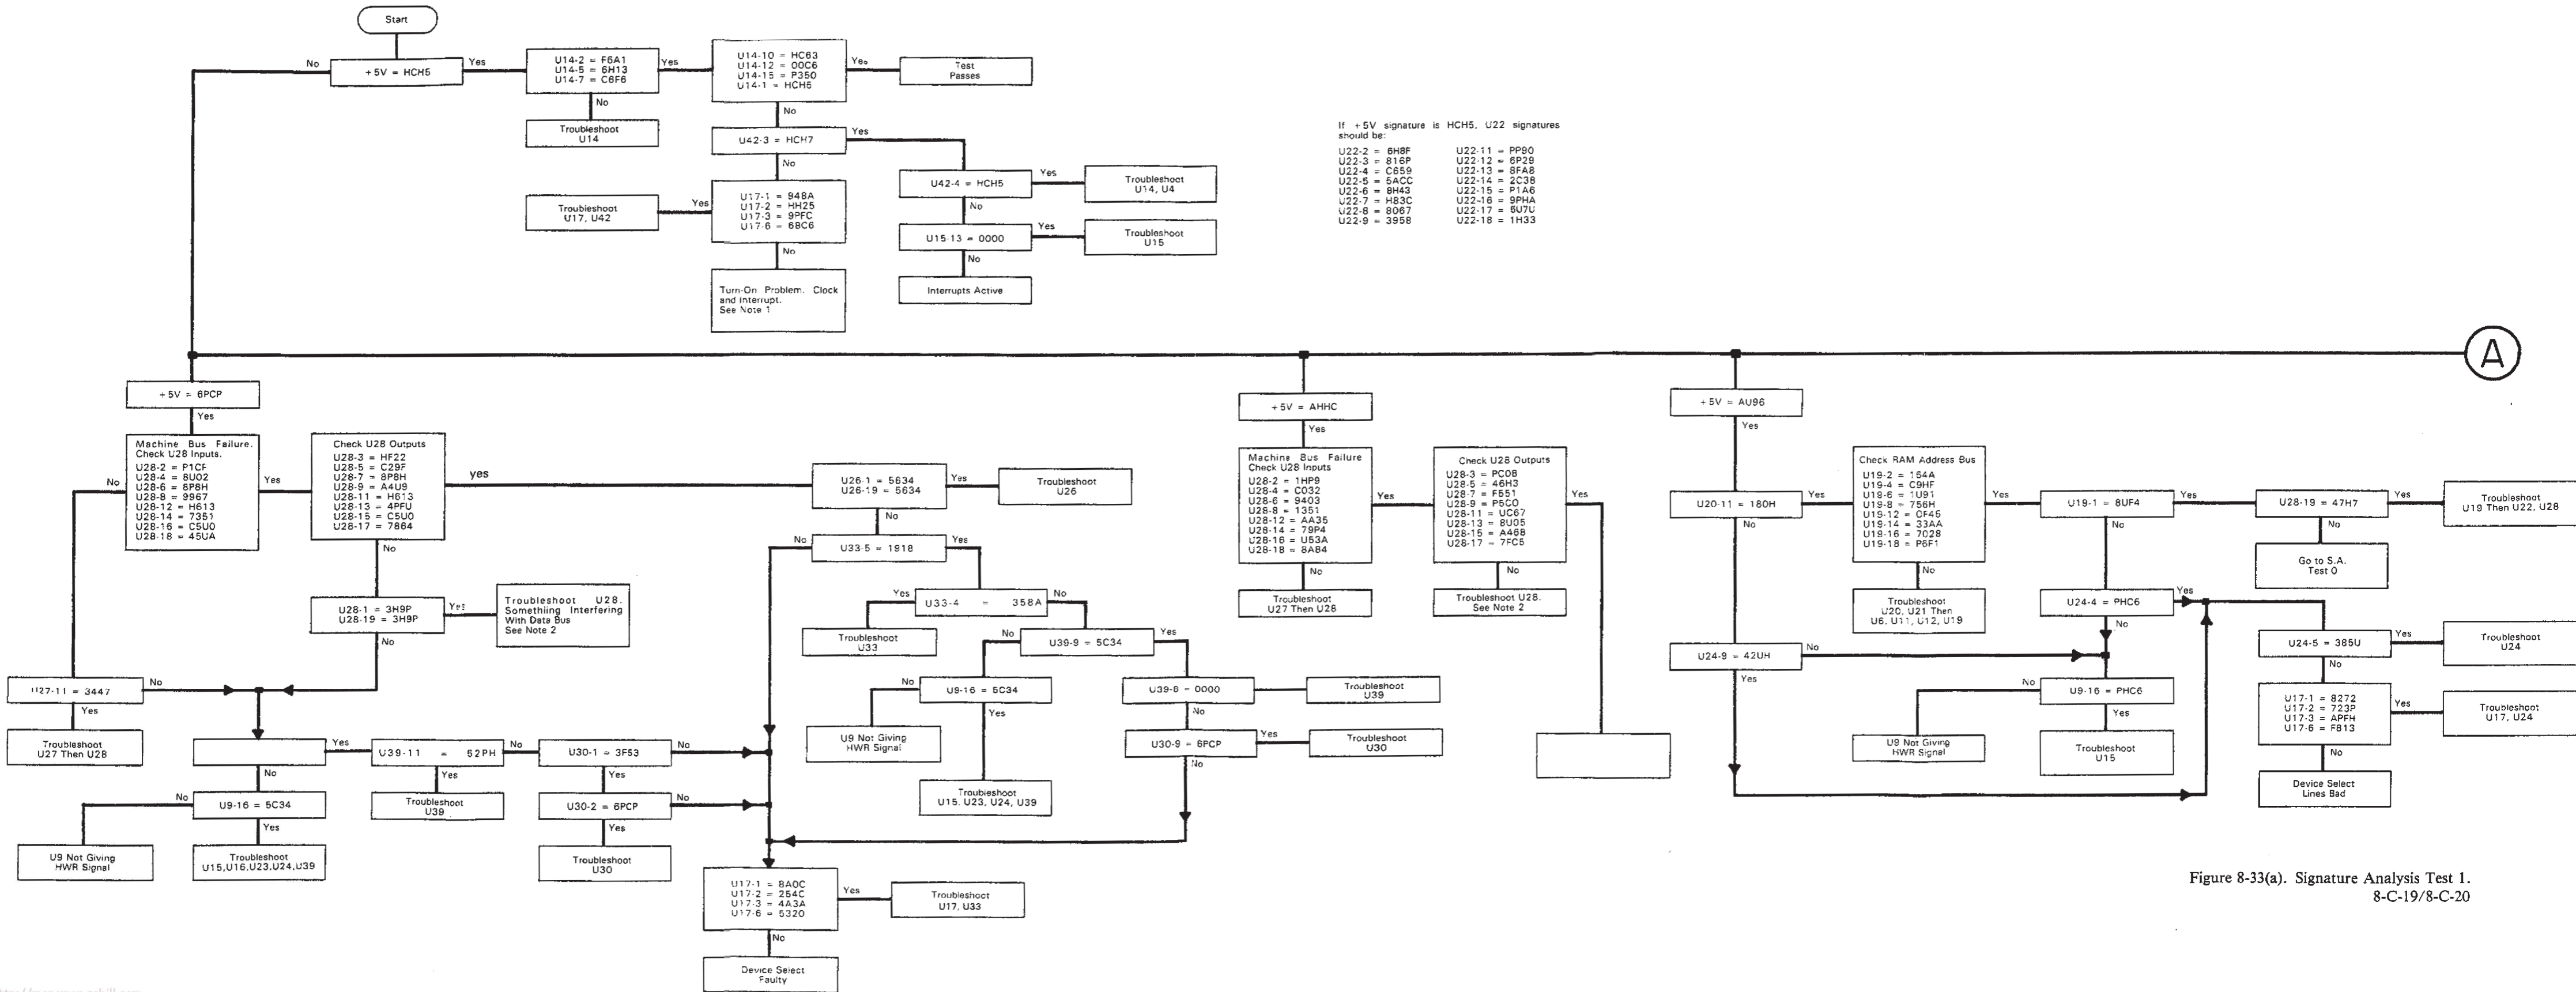 Start
No
+5V = HCH5
Yes
U14-2 = F6A1
U14-5 = 6H13
U14-7 = C6F6
Yes
No
Troubleshoot
U14
U14-10 = HC63
U14-12 = 00C6
U14-15 = P350
U14-1 = HCH5
Yes
Test
Passes
No
U42-3 = HCH7
Yes
No
U17-1 = 948A
U17-2 = HH25
U17-3 = 9PFC
U17-6 = 68C6
Yes
Troubleshoot
U17, U42
No
Turn-On Problem. Clock
and Interrupt.
See Note 1
U42-4 = HCH5
Yes
Troubleshoot
U14, U4
No
U15-13 = 0000
Yes
Troubleshoot
U15
No
Interrupts Active
If +5V signature is HCH5, U22 signatures
should be:
U22-2 = 6H8F U22-11 = PP90
U22-3 = 816P U22-12 = 6P29
U22-4 = C659 U22-13 = 8FA8
U22-5 = 5ACC U22-14 = 2C38
U22-6 = 8H43 U22-15 = P1A6
U22-7 = H83C U22-16 = 9PHA
U22-8 = 8067 U22-17 = 5U7U
U22-9 = 3958 U22-18 = 1H33
A
+5V = 6PCP
Yes
Machine Bus Failure.
Check U28 Inputs.
U28-2 = P1CF
U28-4 = 8U02
U28-6 = 8P8H
U28-8 = 9967
U28-12 = H613
U28-14 = 7351
U28-16 = C5U0
U28-18 = 45UA
No
Yes
Check U28 Outputs
U28-3 = HF22
U28-5 = C29F
U28-7 = 8P8H
U28-9 = A4U9
U28-11 = H613
U28-13 = 4PFU
U28-15 = C5U0
U28-17 = 7864
yes
No
U28-1 = 3H9P
U28-19 = 3H9P
Yes
Troubleshoot U28.
Somethiing Interfering
With Data Bus
See Note 2
No
U27-11 = 3447
No
Yes
Troubleshoot
U27 Then U28
Yes
No
U9-16 = 5C34
No
Yes
U9 Not Giving
HWR Signal
Troubleshoot
U15,U16,U23,U24,U39
U39-11 = 52PH
No
Yes
Troubleshoot
U39
U30-1 = 3F53
No
Yes
U30-2 = 6PCP
No
Yes
Troubleshoot
U30
U26-1 = 5634
U26-19 = 5634
Yes
Troubleshoot
U26
No
U33-5 = 1918
No
Yes
U33-4 = 358A
Yes
No
Troubleshoot
U33
U39-9 = 5C34
No
Yes
U9-16 = 5C34
No
Yes
U9 Not Giving
HWR Signal
Troubleshoot
U15, U23, U24, U39
U39-8 = 0000
Troubleshoot
U39
No
U30-9 = 6PCP
Yes
Troubleshoot
U30
No
U17-1 = 8A0C
U17-2 = 254C
U17-3 = 4A3A
U17-6 = 5320
Yes
Troubleshoot
U17, U33
No
Device Select
Faulty
+5V = AHHC
Yes
Machine Bus Failure
Check U28 Inputs
U28-2 = 1HP9
U28-4 = C032
U28-6 = 9403
U28-8 = 1351
U28-12 = AA35
U28-14 = 79P4
U28-16 = U53A
U28-18 = 8A84
Yes
No
Troubleshoot
U27 Then U28
Check U28 Outputs
U28-3 = PC08
U28-5 = 46H3
U28-7 = F551
U28-9 = P5C0
U28-11 = UC67
U28-13 = 8U05
U28-15 = A468
U28-17 = 7FC5
Yes
No
Troubleshoot U28.
See Note 2
+5V = AU96
Yes
U20-11 = 180H
Yes
No
Check RAM Address Bus
U19-2 = 154A
U19-4 = C9HF
U19-6 = 1U91
U19-8 = 756H
U19-12 = 0F45
U19-14 = 33AA
U19-16 = 7028
U19-18 = P6F1
Yes
No
Troubleshoot
U20, U21 Then
U6, U11, U12, U19
U19-1 = 8UF4
Yes
No
U28-19 = 47H7
Yes
Troubleshoot
U19 Then U22, U28
No
Go to S.A.
Test 0
U24-4 = PHC6
Yes
No
U24-9 = 42UH
No
Yes
U9-16 = PHC6
No
Yes
U9 Not Giving
HWR Signal
Troubleshoot
U15
U24-5 = 385U
Yes
Troubleshoot
U24
No
U17-1 = 8272
U17-2 = 723P
U17-3 = APFH
U17-6 = F813
Yes
Troubleshoot
U17, U24
No
Device Select
Lines Bad
Figure 8-33(a). Signature Analysis Test 1.
8-C-19/8-C-20